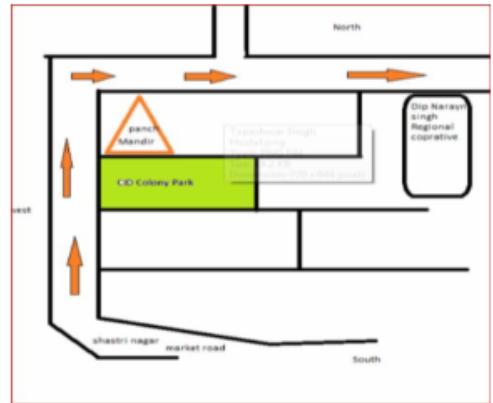 North
panch
Mandir
Dip Narayn
singh
Regional
coprative
CID Colony Park
vest
shastri nagar
market road
South